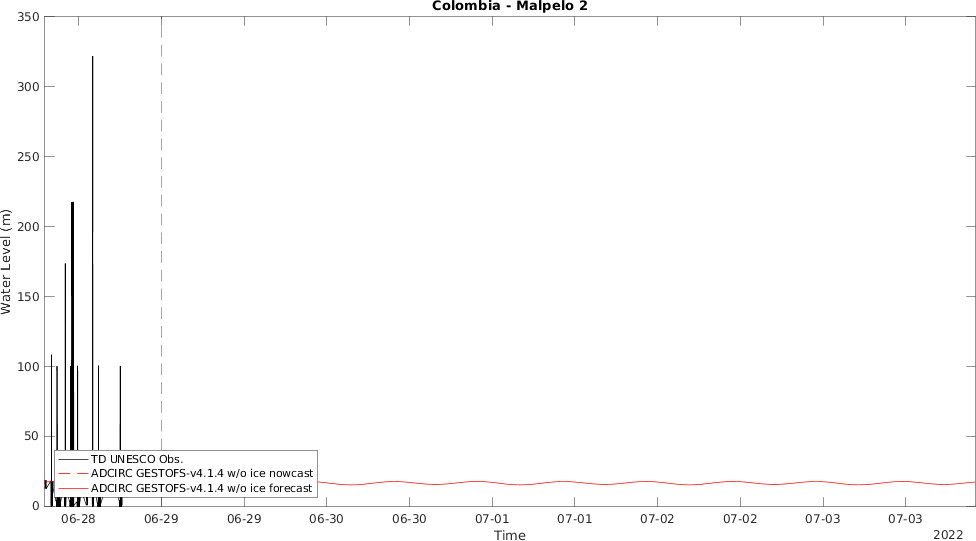 Colombia - Malpelo 2
350
300
250
200
150
100
50
0
Water Level (m)
TD UNESCO Obs.
ADCIRC GESTOFS-v4.1.4 w/o ice nowcast
ADCIRC GESTOFS-v4.1.4 w/o ice forecast
06-28 06-29 06-29 06-30 06-30 07-01 07-01 07-02 07-02 07-03 07-03
Time
2022